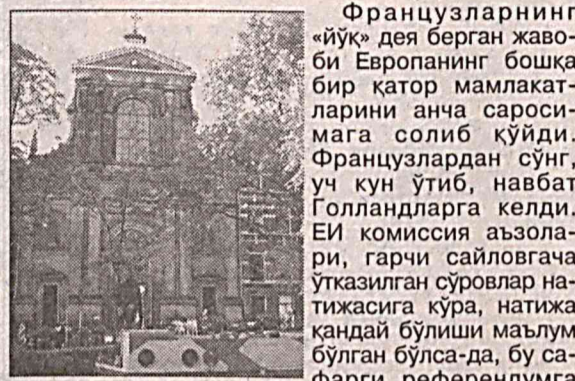 Французларнинг
«йўқ» дея берган жаво-
би Европанинг бошқа
бир қатор мамлакат-
ларини анча сароси-
мага солиб қўйди.
Французлардан сўнг,
уч кун ўтиб, навбат
Голландларга келди.
ЕИ комиссия аъзола-
ри, гарчи сайловгача
ўтказилган сўровлар на-
тижасига кўра, натижа
қандай бўлиши маълум
бўлган бўлса-да, бу са-
фарги референдумга